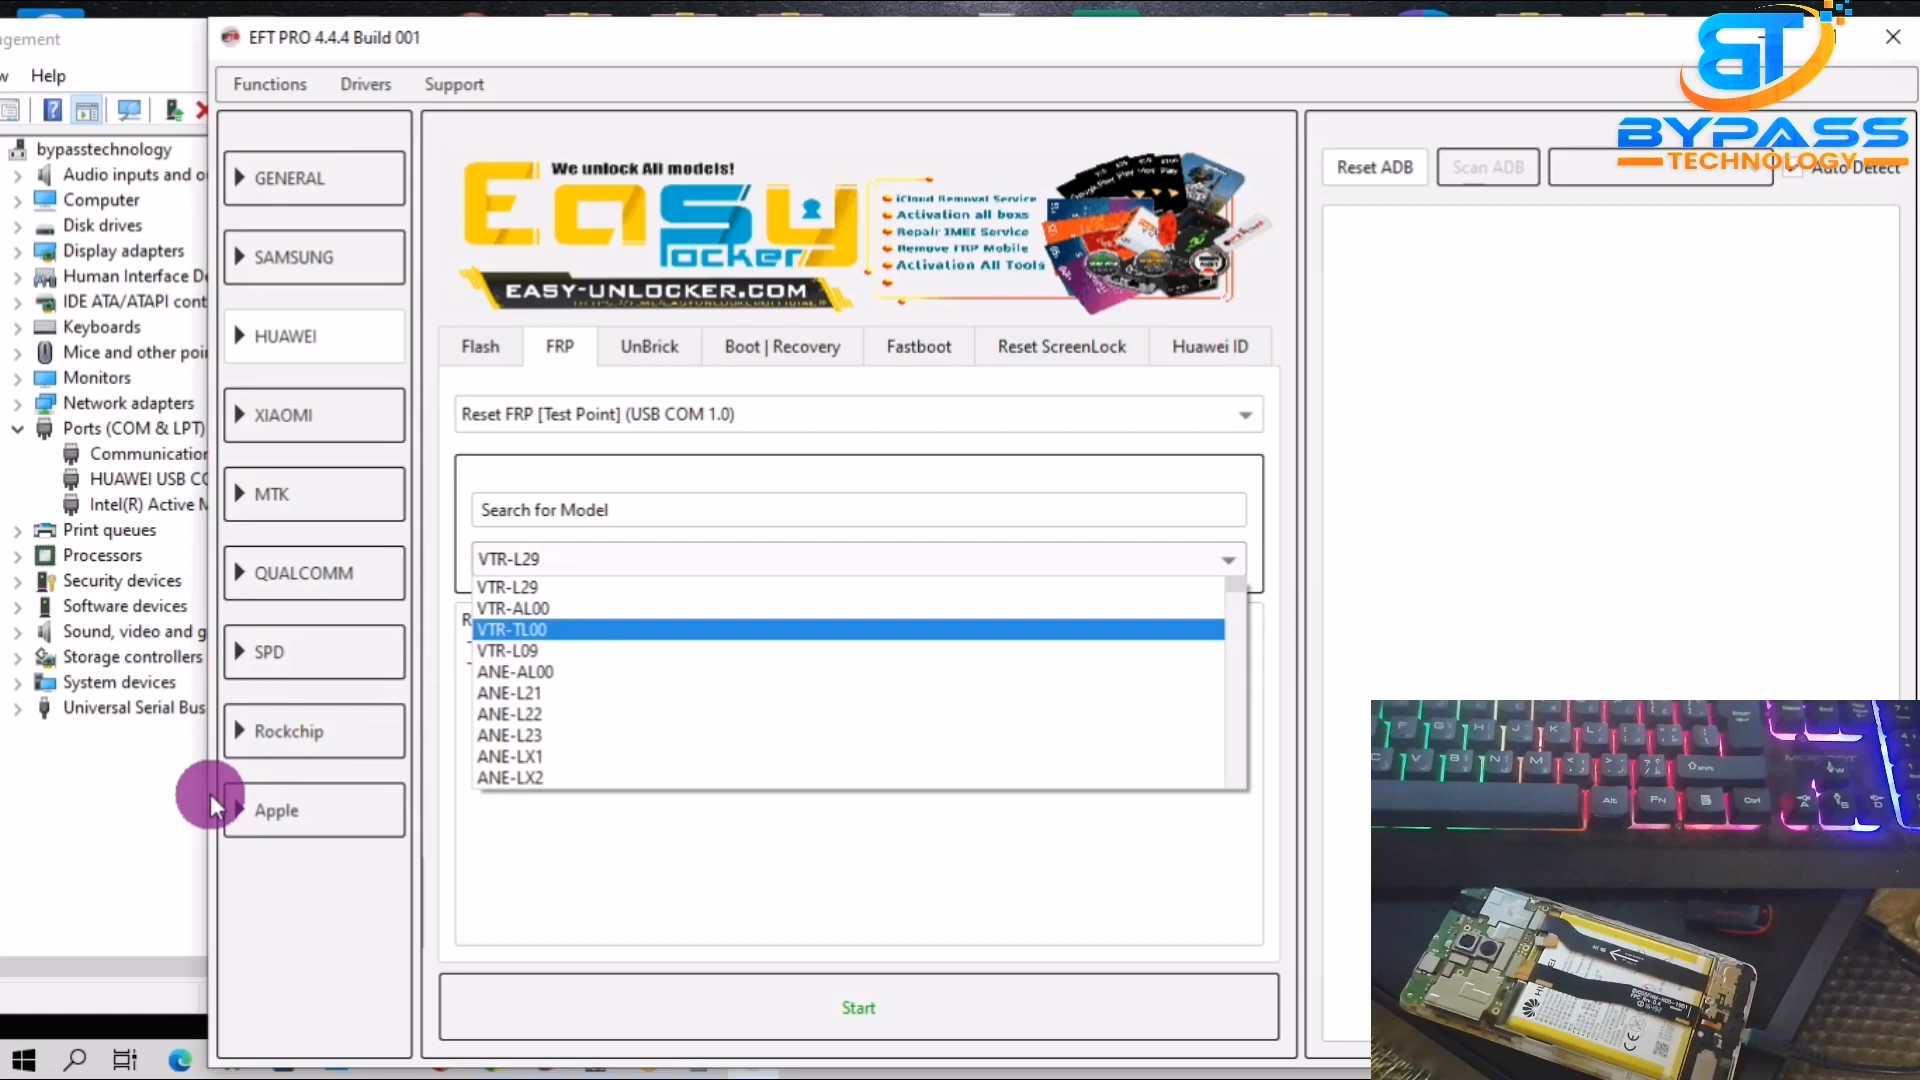 agement
EFT PRO 4.4.4 Build 001
w Help
Functions Drivers Support
BT
BYPASS
TECHNOLOGY
bypasstechnology
Audio inputs and o
Computer
Disk drives
Display adapters
Human Interface De
IDE ATA/ATAPI cont
Keyboards
Mice and other poi
Monitors
Network adapters
Ports (COM & LPT)
Communication
HUAWEI USB CO
Intel(R) Active M
Print queues
Processors
Security devices
Software devices
Sound, video and g
Storage controllers
System devices
Universal Serial Bus
GENERAL
SAMSUNG
HUAWEI
XIAOMI
MTK
QUALCOMM
SPD
Rockchip
Apple
We unlock All models!
Easy
locker
EASY-UNLOCKER.COM
iCloud Removal Service
Activation all boxs
Repair IMEI Service
Remove FRP Mobile
Activation All Tools
Flash FRP UnBrick Boot | Recovery Fastboot Reset ScreenLock Huawei ID
Reset FRP [Test Point] (USB COM 1.0)
Search for Model
VTR-L29
VTR-L29
VTR-AL00
VTR-TL00
VTR-L09
ANE-AL00
ANE-L21
ANE-L22
ANE-L23
ANE-LX1
ANE-LX2
R
Start
Reset ADB Scan ADB Auto Detect
Alt Fn Ctrl